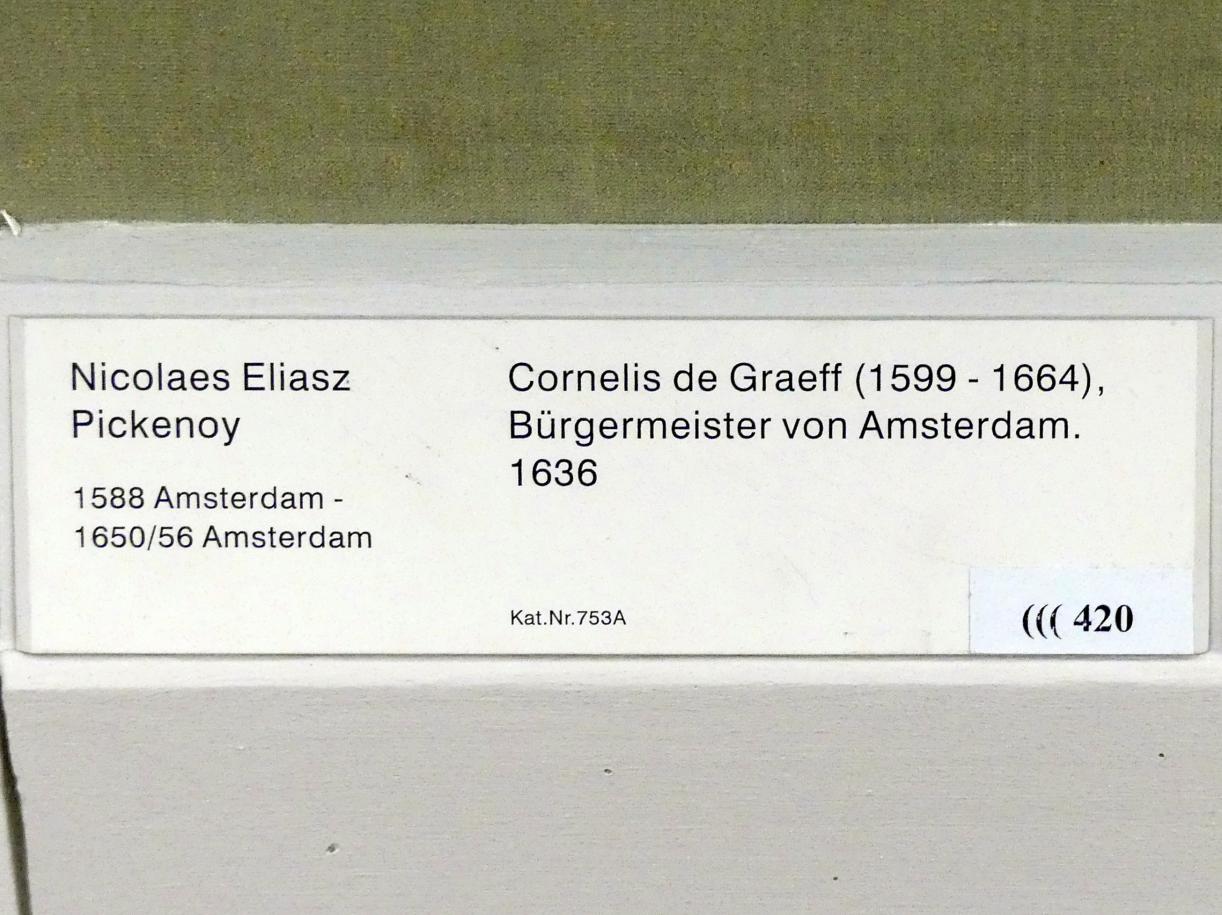 Nicolaes Eliasz
Pickenoy
1588 Amsterdam -
1650/56 Amsterdam
Cornelis de Graeff (1599 - 1664),
Bürgermeister von Amsterdam.
1636
Kat.Nr.753A
((( 420